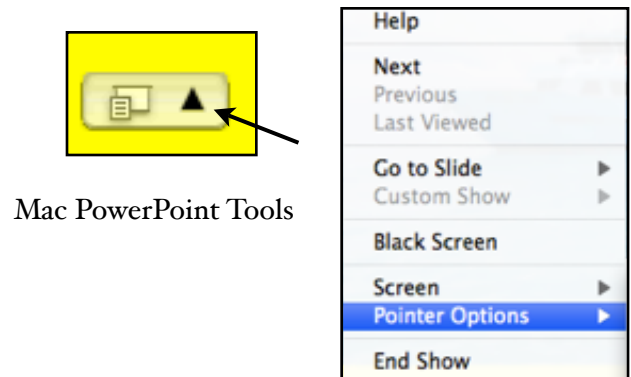 Mac PowerPoint Tools
Help
Next
Previous
Last Viewed
Go to Slide
Custom Show
Black Screen
Screen
Pointer Options
End Show